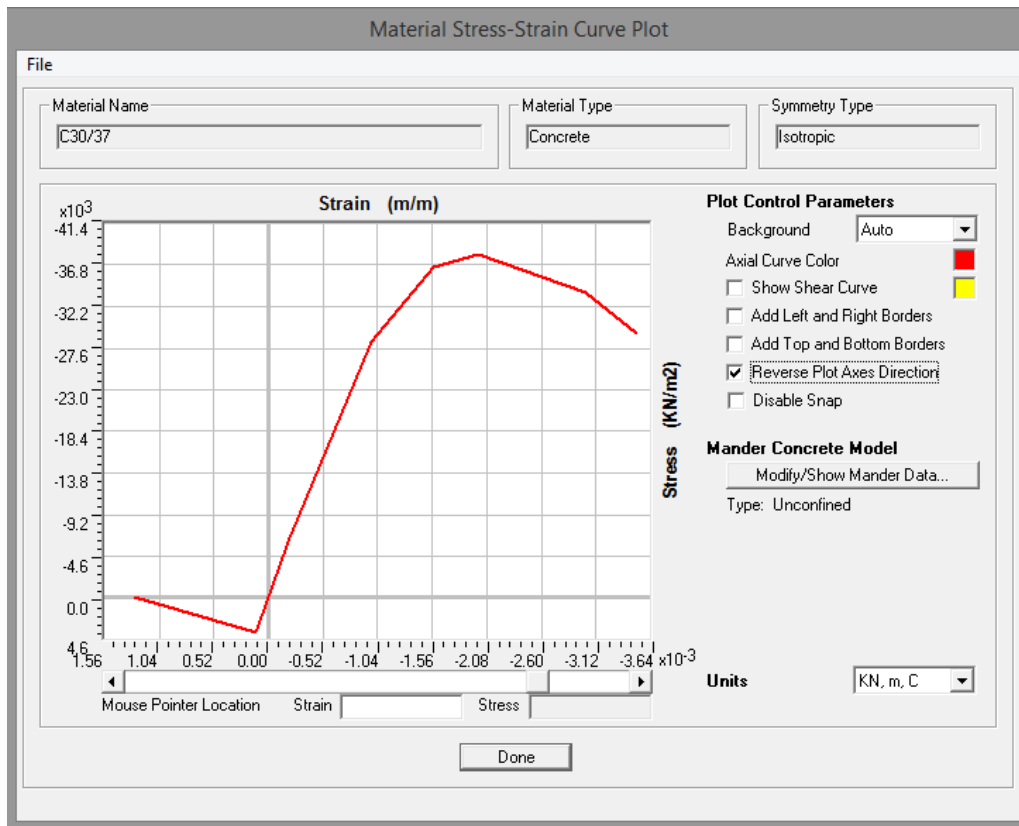 Material Stress-Strain Curve Plot
File
Material Name
C30/37
Material Type
Concrete
Symmetry Type
Isotropic
Strain (m/m)
x10³
-41.4
-36.8
-32.2
-27.6
-23.0
-18.4
-13.8
-9.2
-4.6
0.0
4.6
1.56 1.04 0.52 0.00 -0.52 -1.04 -1.56 -2.08 -2.60 -3.12 -3.64 x10⁻³
Stress (KN/m2)
Mouse Pointer Location Strain Stress
Plot Control Parameters
Background Auto
Axial Curve Color
Show Shear Curve
Add Left and Right Borders
Add Top and Bottom Borders
Reverse Plot Axes Direction
Disable Snap
Mander Concrete Model
Modify/Show Mander Data...
Type: Unconfined
Units KN, m, C
Done